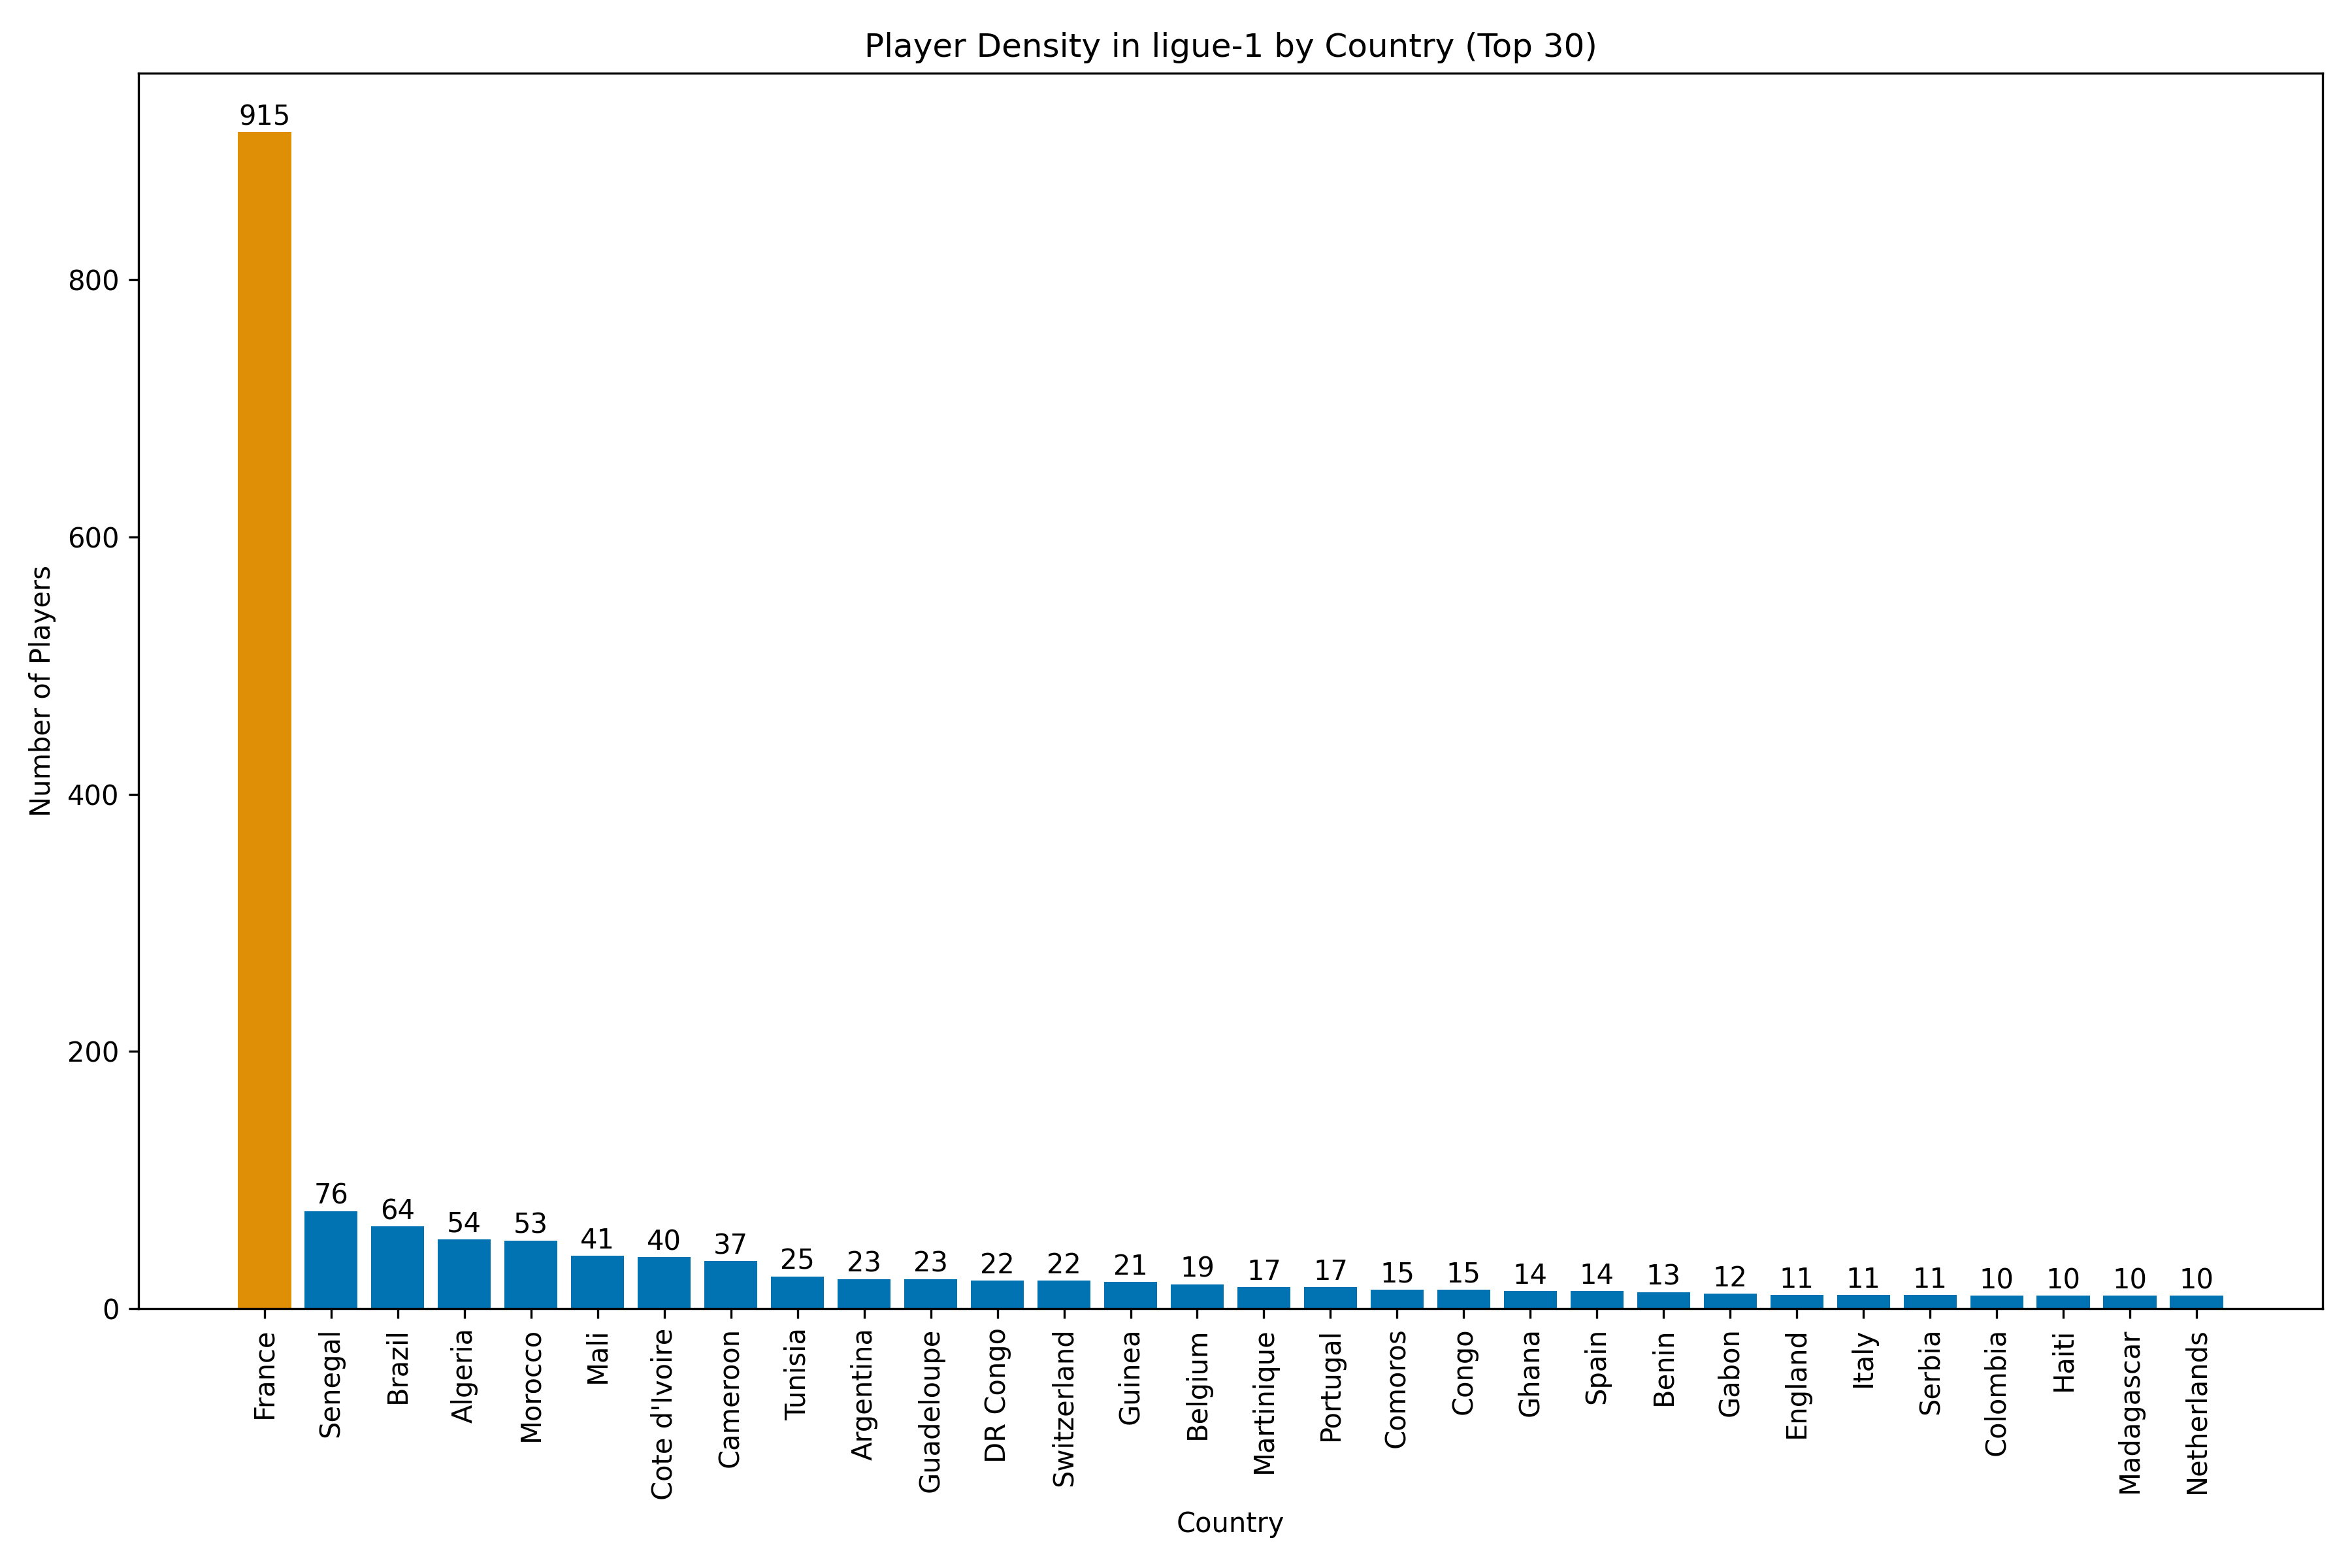 Player Density in ligue-1 by Country (Top 30)
Number of Players
800
600
400
200
0
915
76
64
54
53
41
40
37
25
23
23
22
22
21
19
17
17
15
15
14
14
13
12
11
11
11
10
10
10
10
France
Senegal
Brazil
Algeria
Morocco
Mali
Cote d'Ivoire
Cameroon
Tunisia
Argentina
Guadeloupe
DR Congo
Switzerland
Guinea
Belgium
Martinique
Portugal
Comoros
Congo
Ghana
Spain
Benin
Gabon
England
Italy
Serbia
Colombia
Haiti
Madagascar
Netherlands
Country